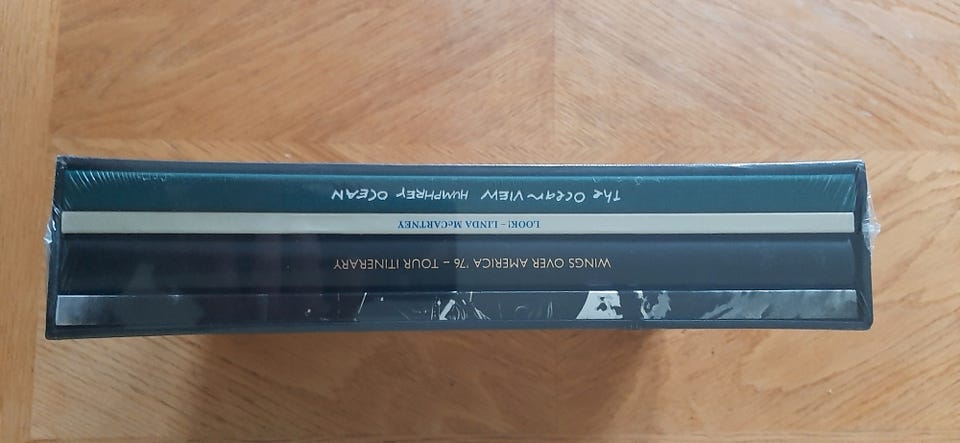 The Ocean View HUMPHREY OCEAN
LOOK! – LINDA McCARTNEY
WINGS OVER AMERICA '76 – TOUR ITINERARY